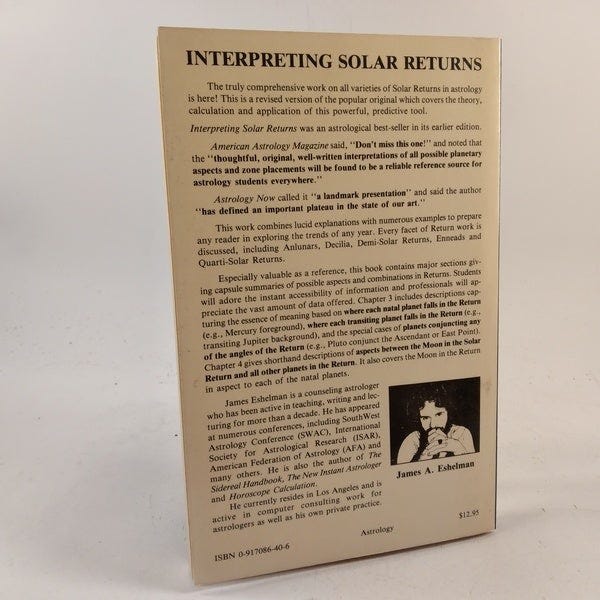 INTERPRETING SOLAR RETURNS
The truly comprehensive work on all varieties of Solar Returns in astrology
is here! This is a revised version of the popular original which covers the theory,
calculation and application of this powerful, predictive tool.
Interpreting Solar Returns was an astrological best-seller in its earlier edition.
American Astrology Magazine said, "Don't miss this one!" and noted that
the "thoughtful, original, well-written interpretations of all possible planetary
aspects and zone placements will be found to be a reliable reference source for
astrology students everywhere."
Astrology Now called it "a landmark presentation" and said the author
"has defined an important plateau in the state of our art."
This work combines lucid explanations with numerous examples to prepare
any reader in exploring the trends of any year. Every facet of Return work is
discussed, including Anlunars, Decilia, Demi-Solar Returns, Enneads and
Quarti-Solar Returns.
Especially valuable as a reference, this book contains major sections giv-
ing capsule summaries of possible aspects and combinations in Returns. Students
will adore the instant accessibility of information and professionals will ap-
preciate the vast amount of data offered. Chapter 3 includes descriptions cap-
turing the essence of meaning based on where each natal planet falls in the Return
(e.g., Mercury foreground), where each transiting planet falls in the Return (e.g.,
transiting Jupiter background), and the special cases of planets conjuncting any
of the angles of the Return (e.g., Pluto conjunct the Ascendant or East Point).
Chapter 4 gives shorthand descriptions of aspects between the Moon in the Solar
Return and all other planets in the Return. It also covers the Moon in the Return
in aspect to each of the natal planets.
James Eshelman is a counseling astrologer
who has been active in teaching, writing and lec-
turing for more than a decade. He has appeared
at numerous conferences, including SouthWest
Astrology Conference (SWAC), International
Society for Astrological Research (ISAR),
American Federation of Astrology (AFA) and
many others. He is also the author of The
Sidereal Handbook, The New Instant Astrologer
and Horoscope Calculation.
He currently resides in Los Angeles and is
active in computer consulting work for
astrologers as well as his own private practice.
James A. Eshelman
$12.95
Astrology
ISBN 0-917086-40-6